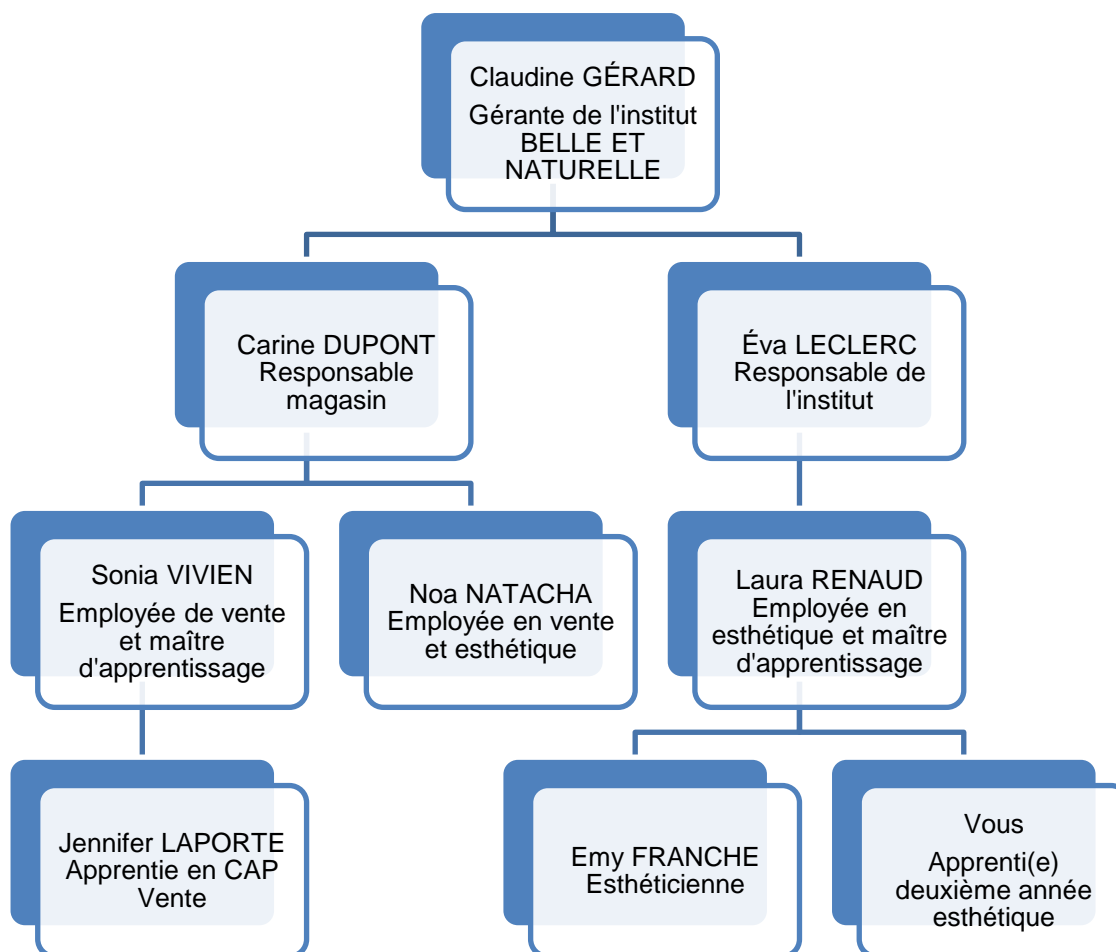 Claudine GÉRARD
Gérante de l'institut
BELLE ET
NATURELLE
Carine DUPONT
Responsable
magasin
Éva LECLERC
Responsable de
l'institut
Sonia VIVIEN
Employée de vente
et maître
d'apprentissage
Noa NATACHA
Employée en vente
et esthétique
Laura RENAUD
Employée en
esthétique et maître
d'apprentissage
Jennifer LAPORTE
Apprentie en CAP
Vente
Emy FRANCHE
Esthéticienne
Vous
Apprenti(e)
deuxième année
esthétique